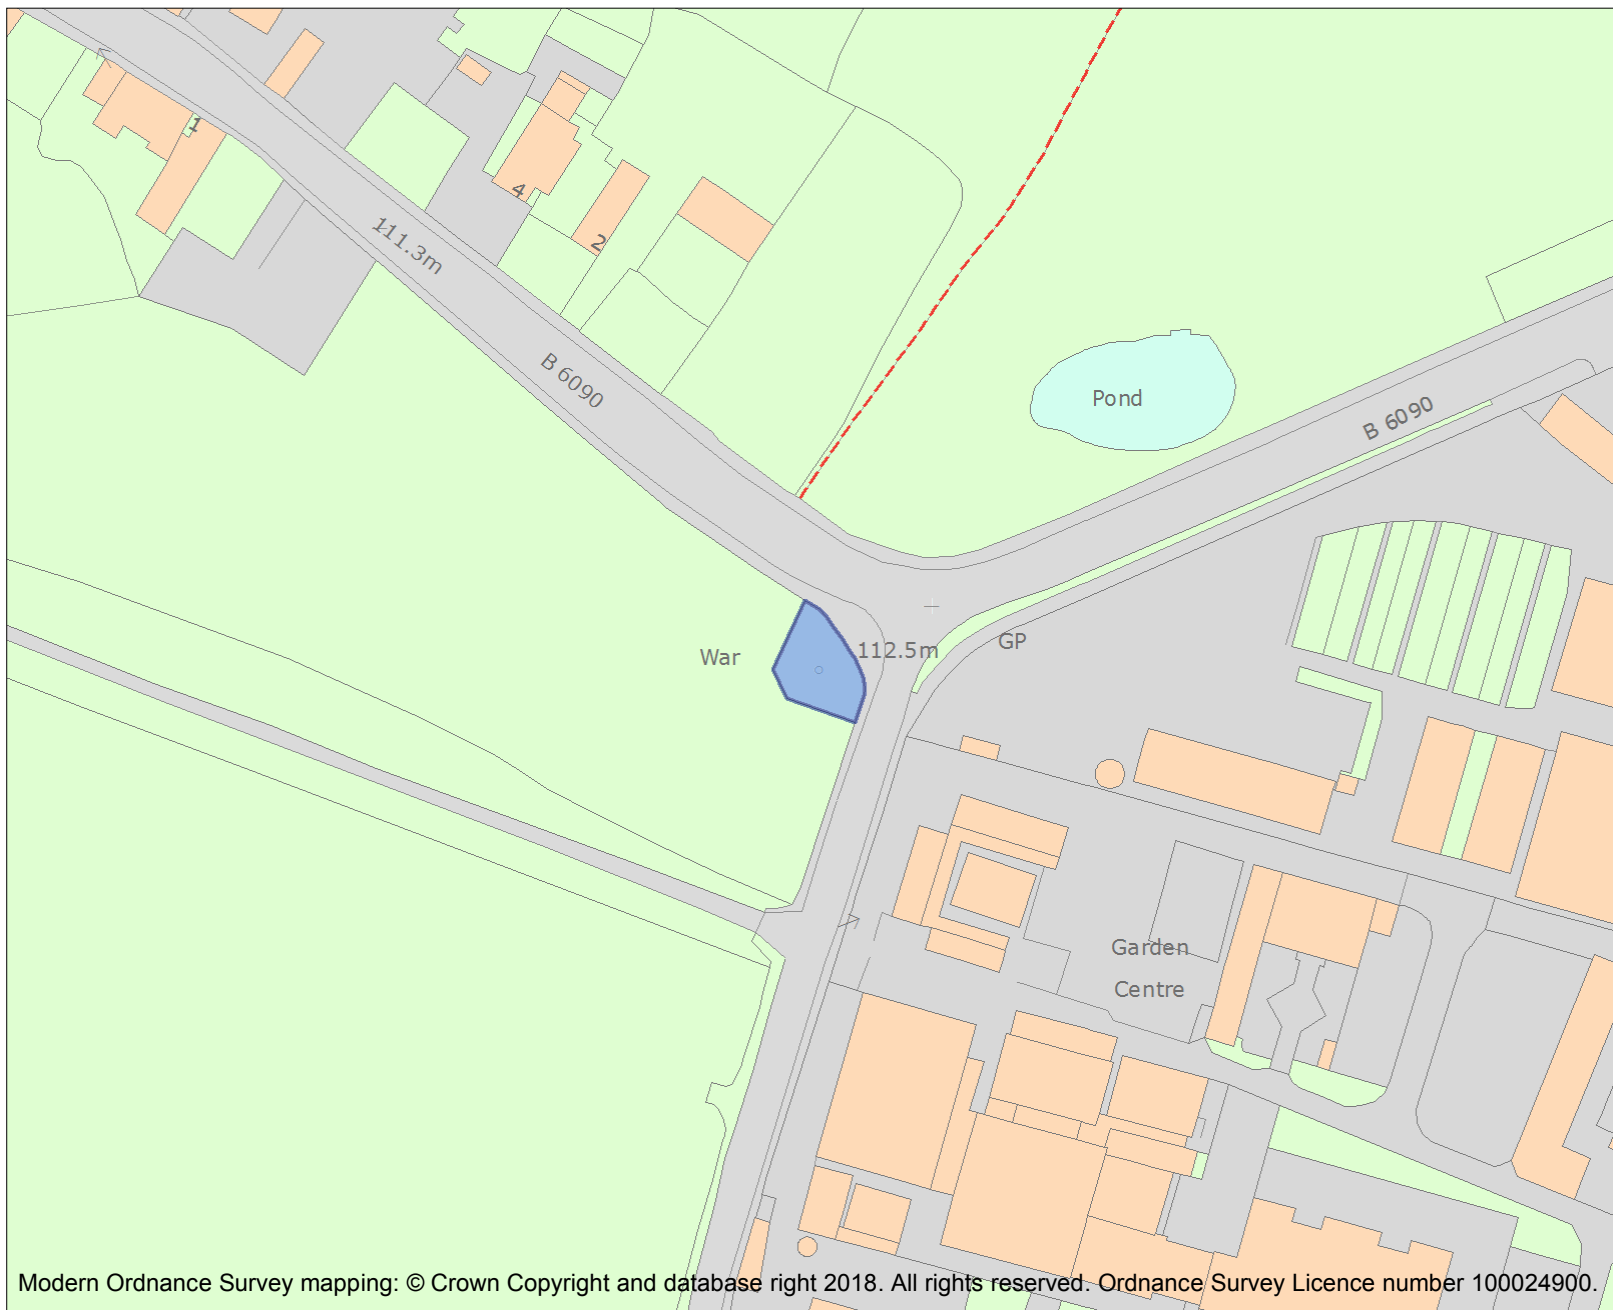 1
4
2
111.3m
B 6090
Pond
B 6090
GP
112.5m
War
Garden
Centre
Modern Ordnance Survey mapping: © Crown Copyright and database right 2018. All rights reserved. Ordnance Survey Licence number 100024900.